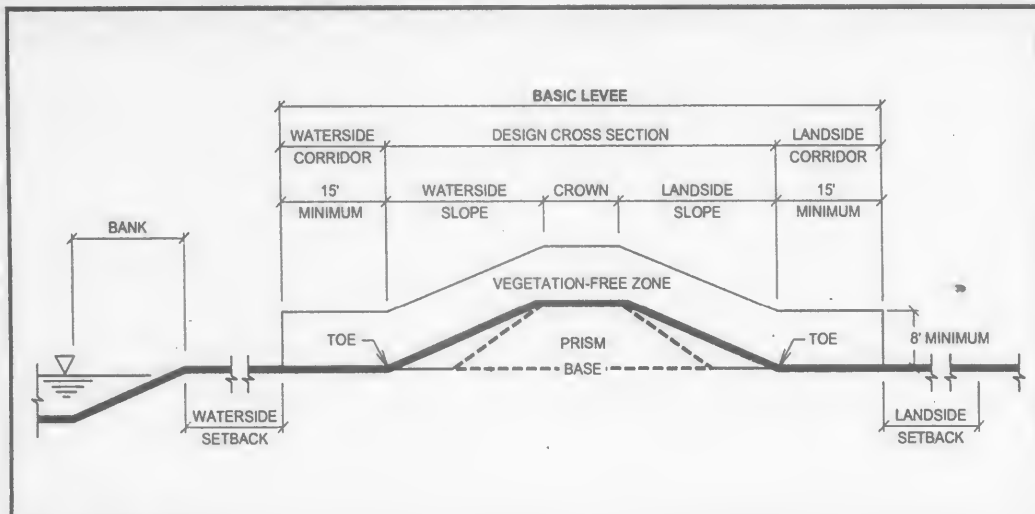 BASIC LEVEE
WATERSIDE CORRIDOR
DESIGN CROSS SECTION
LANDSIDE CORRIDOR
15' MINIMUM
WATERSIDE SLOPE
CROWN
LANDSIDE SLOPE
15' MINIMUM
BANK
VEGETATION-FREE ZONE
TOE
PRISM
TOE
8' MINIMUM
BASE
WATERSIDE SETBACK
LANDSIDE SETBACK